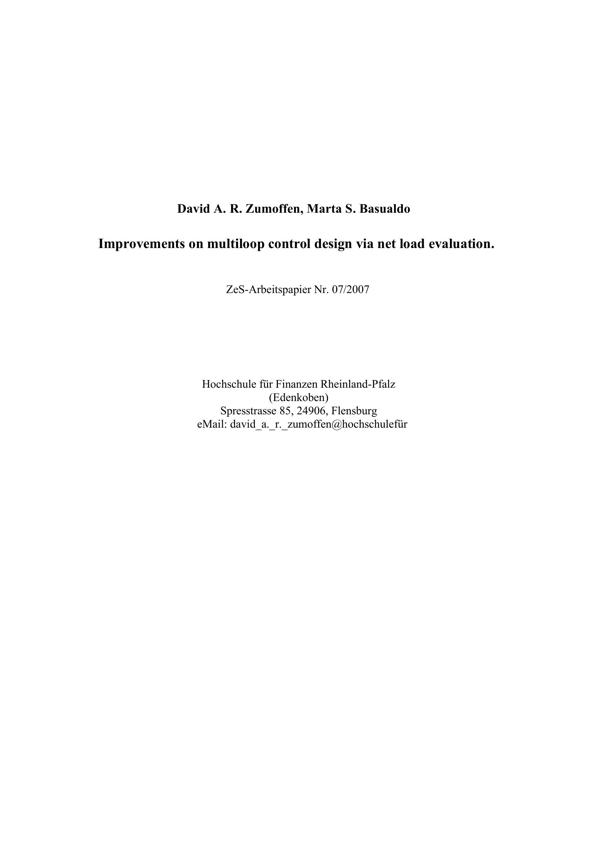 David A. R. Zumoffen, Marta S. Basualdo
Improvements on multiloop control design via net load evaluation.
ZeS-Arbeitspapier Nr. 07/2007
Hochschule für Finanzen Rheinland-Pfalz
(Edenkoben)
Spresstrasse 85, 24906, Flensburg
eMail: david_a._r._zumoffen@hochschulefür